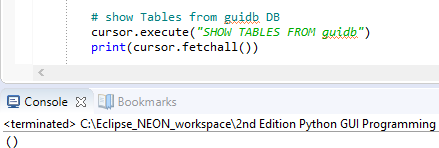 # show Tables from guidb DB
cursor.execute("SHOW TABLES FROM guidb")
print(cursor.fetchall())
Console Bookmarks
<terminated> C:\Eclipse_NEON_workspace\2nd Edition Python GUI Programming
()